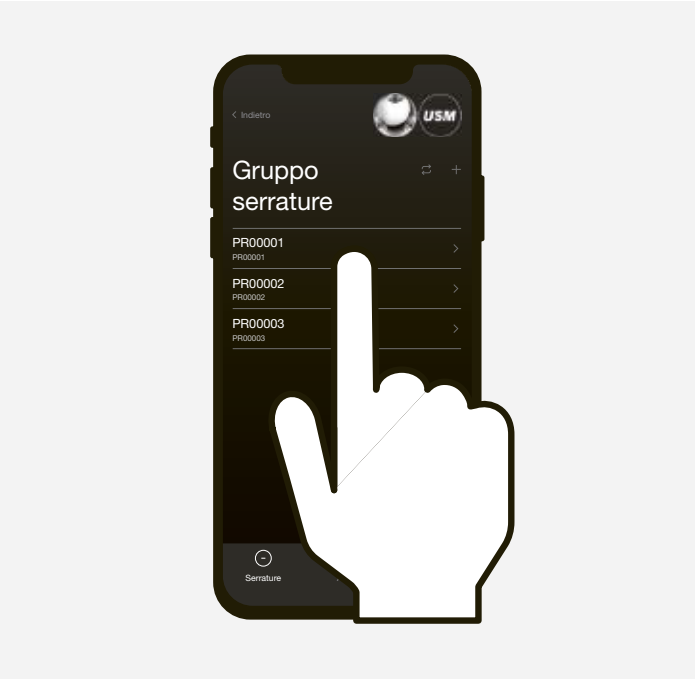 Indietro
USM
Gruppo
serrature
PR00001
PR00001
PR00002
PR00002
PR00003
PR00003
Serrature